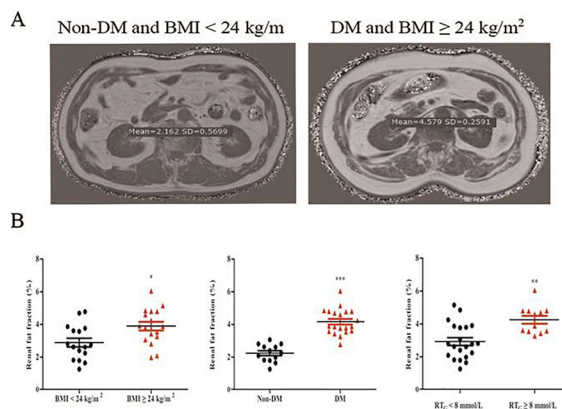 A
Non-DM and BMI < 24 kg/m
DM and BMI ≥ 24 kg/m²
Mean=2.162 SD=0.5699
Mean=4.579 SD=0.2591
B
Renal fat fraction (%)
8
6
4
2
0
*
BMI < 24 kg/m²
BMI ≥ 24 kg/m²
Renal fat fraction (%)
8
6
4
2
0
***
Non-DM
DM
Renal fat fraction (%)
8
6
4
2
0
**
< 8 mmol/L
≥ 8 mmol/L